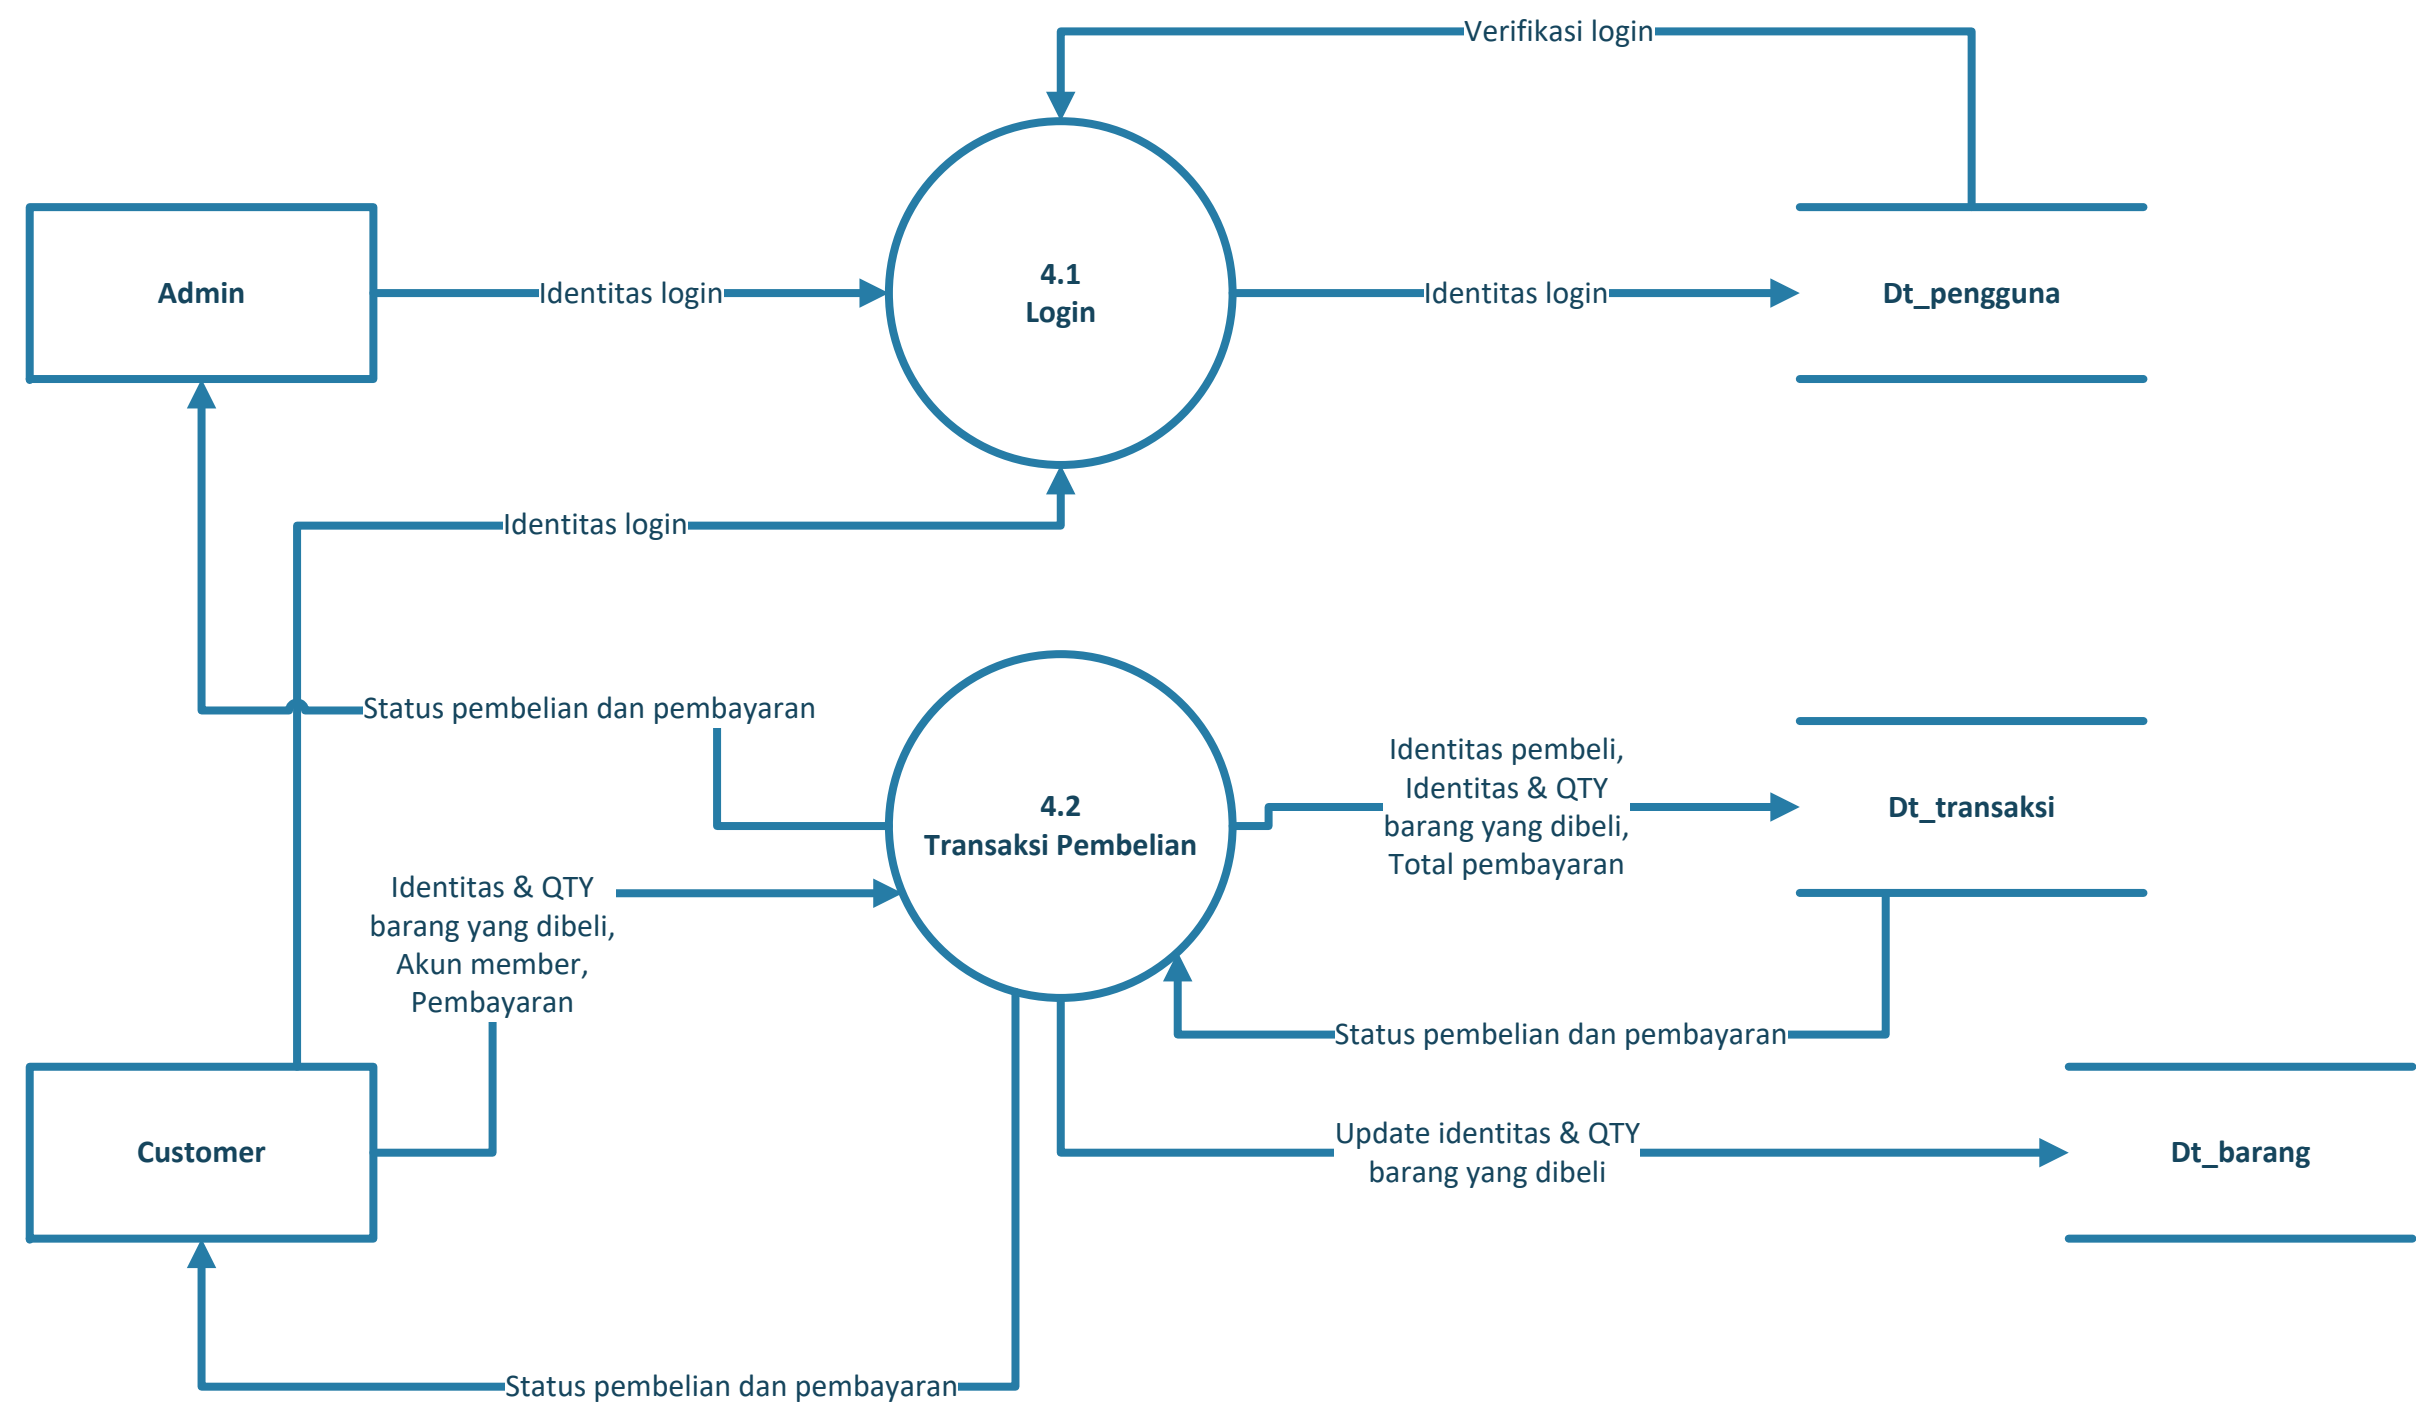 Verifikasi login
Admin
Identitas login
4.1
Login
Identitas login
Dt_pengguna
Identitas login
Status pembelian dan pembayaran
4.2
Transaksi Pembelian
Identitas pembeli,
Identitas & QTY
barang yang dibeli,
Total pembayaran
Dt_transaksi
Identitas & QTY
barang yang dibeli,
Akun member,
Pembayaran
Status pembelian dan pembayaran
Customer
Update identitas & QTY
barang yang dibeli
Dt_barang
Status pembelian dan pembayaran